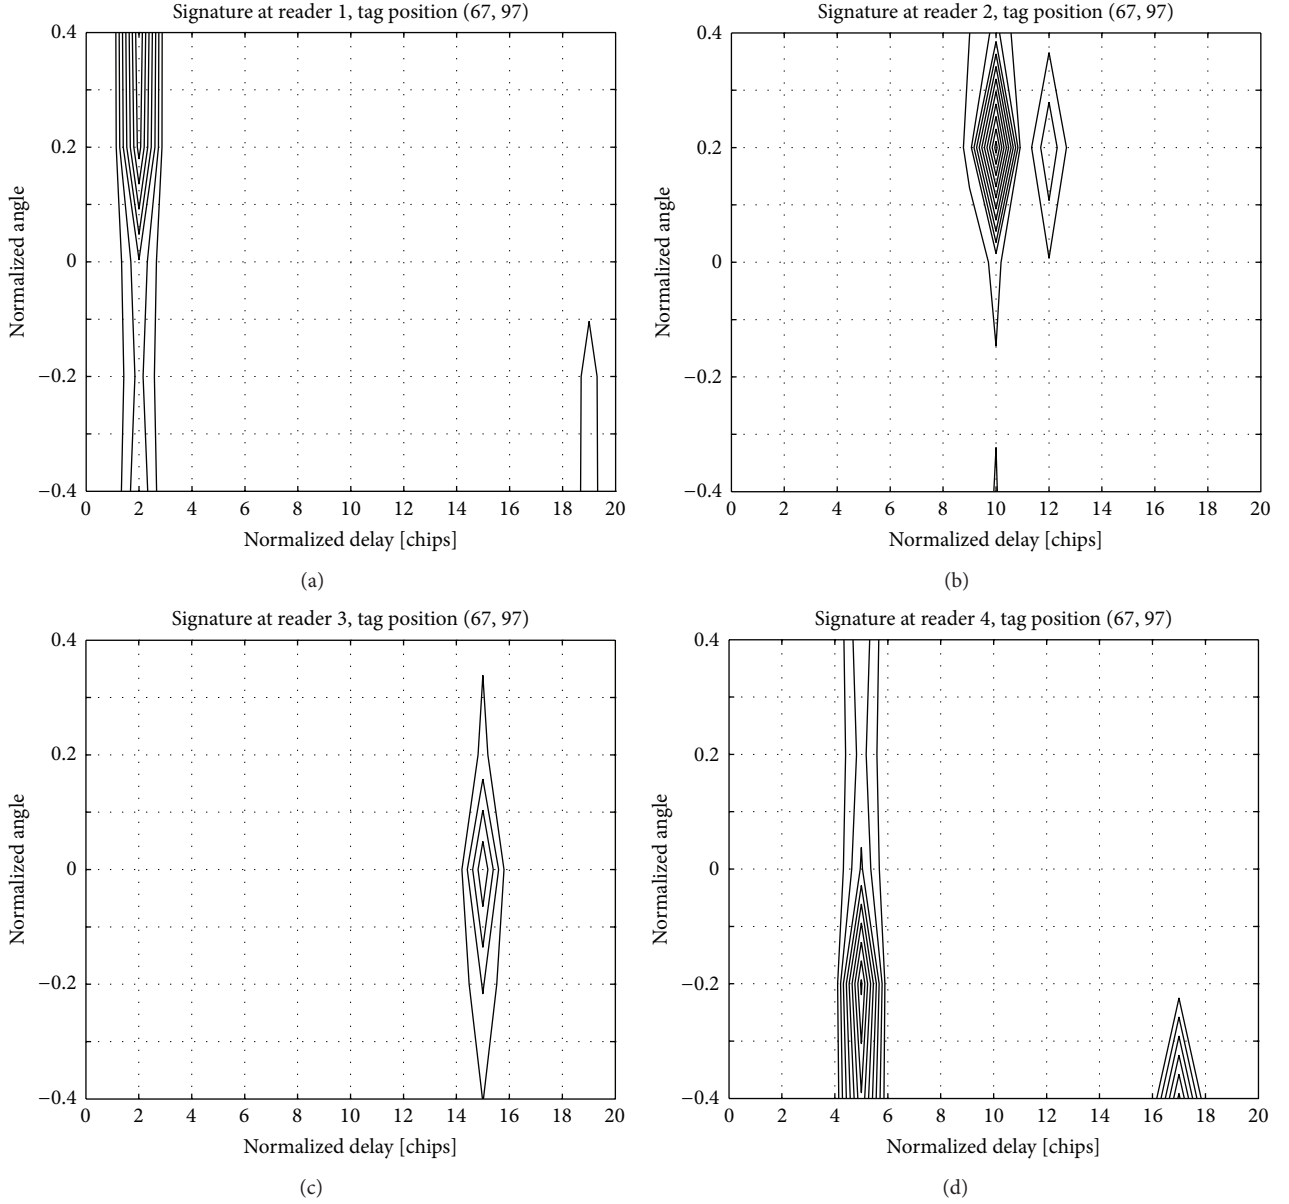 Signature at reader 1, tag position (67, 97)
0.4
0.2
0
−0.2
−0.4
Normalized angle
0 2 4 6 8 10 12 14 16 18 20
Normalized delay [chips]
(a)
Signature at reader 2, tag position (67, 97)
0.4
0.2
0
−0.2
−0.4
Normalized angle
0 2 4 6 8 10 12 14 16 18 20
Normalized delay [chips]
(b)
Signature at reader 3, tag position (67, 97)
0.4
0.2
0
−0.2
−0.4
Normalized angle
0 2 4 6 8 10 12 14 16 18 20
Normalized delay [chips]
(c)
Signature at reader 4, tag position (67, 97)
0.4
0.2
0
−0.2
−0.4
Normalized angle
0 2 4 6 8 10 12 14 16 18 20
Normalized delay [chips]
(d)